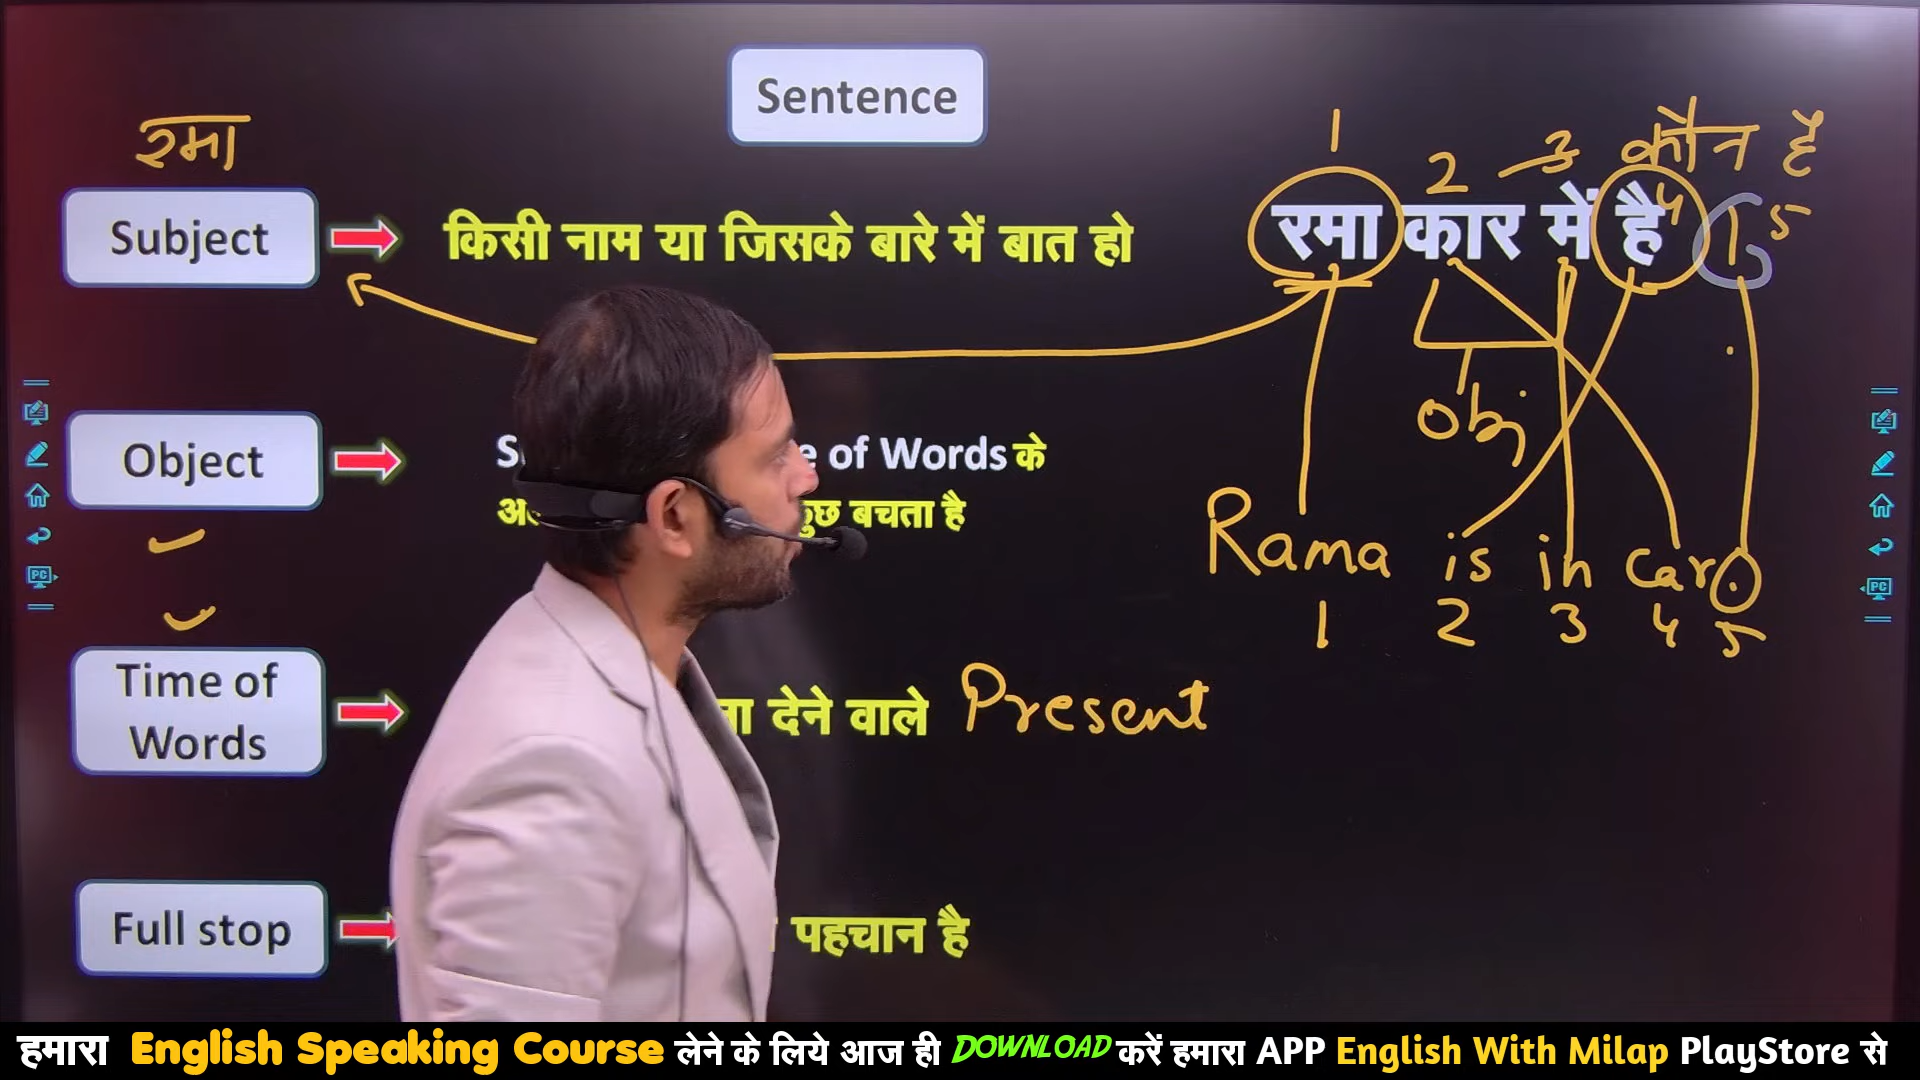 Sentence
रमा
1 2 3 कौन है
4 5
Subject
किसी नाम या जिसके बारे में बात हो
रमा कार में है ।
Obj
Object
of Words के
बचता है
Rama is in car.
1 2 3 4 5
Time of
Words
देने वाले Present
Full stop
पहचान है
PC
PC
हमारा English Speaking Course लेने के लिये आज ही DOWNLOAD करें हमारा APP English With Milap PlayStore से